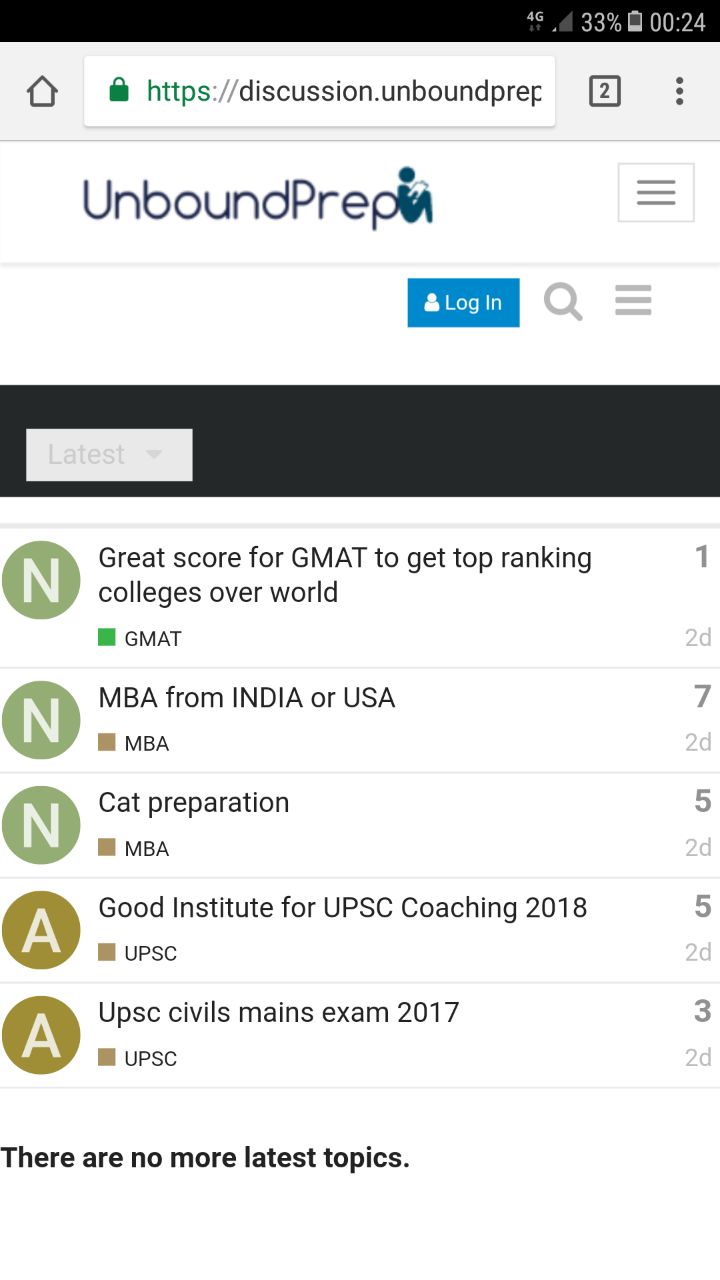 4G 33% 00:24
https://discussion.unboundprep
2
UnboundPrep
Log In
Latest
N
Great score for GMAT to get top ranking 1
colleges over world
GMAT 2d
N
MBA from INDIA or USA 7
MBA 2d
N
Cat preparation 5
MBA 2d
A
Good Institute for UPSC Coaching 2018 5
UPSC 2d
A
Upsc civils mains exam 2017 3
UPSC 2d
There are no more latest topics.